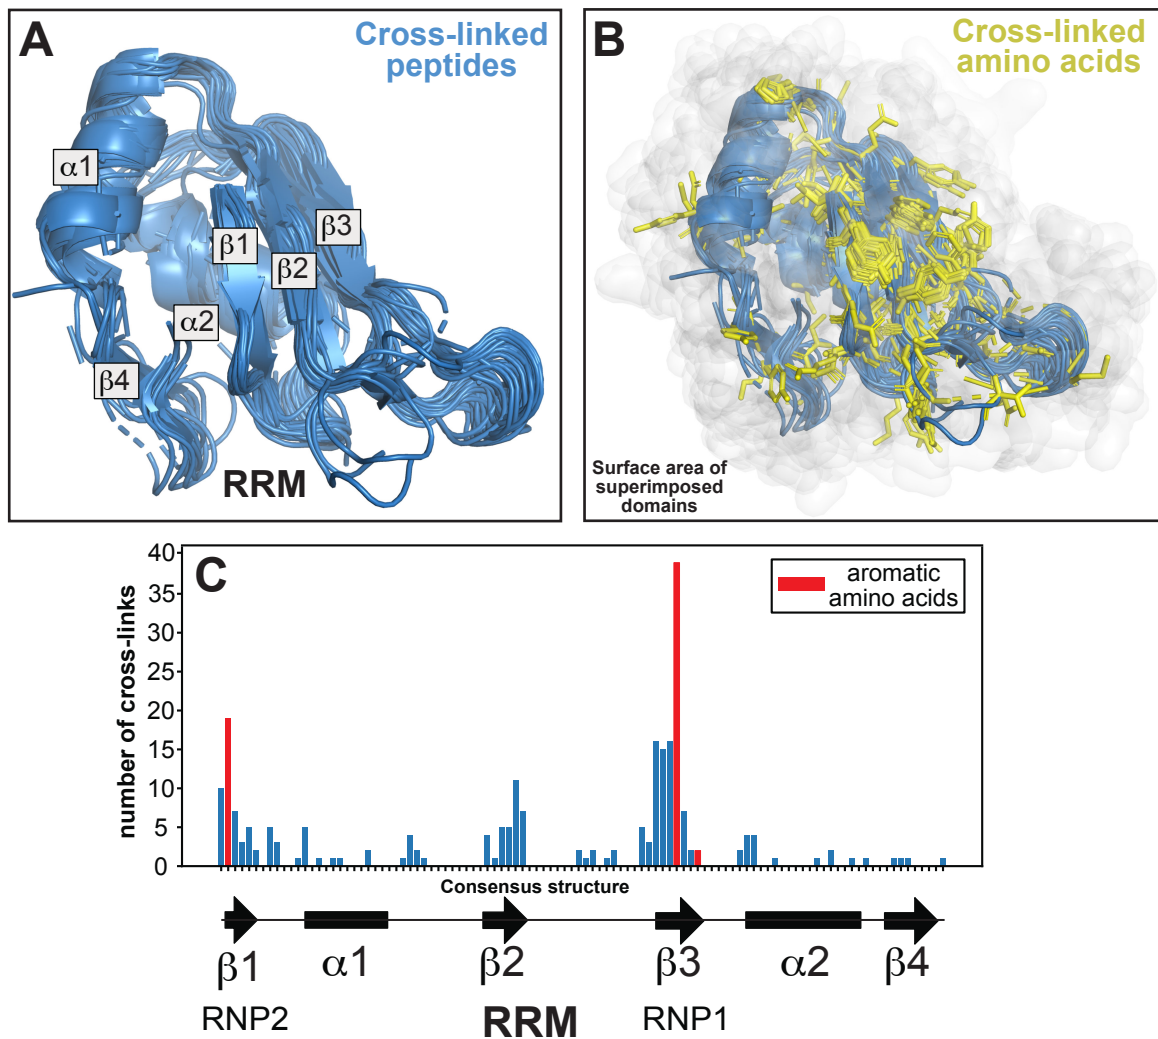 A
Cross-linked
peptides
α1
β1
β3
β2
α2
β4
RRM
B
Cross-linked
amino acids
Surface area of
superimposed
domains
C
aromatic
amino acids
number of cross-links
40
35
30
25
20
15
10
5
0
Consensus structure
β1 α1 β2 β3 α2 β4
RNP2 RRM RNP1